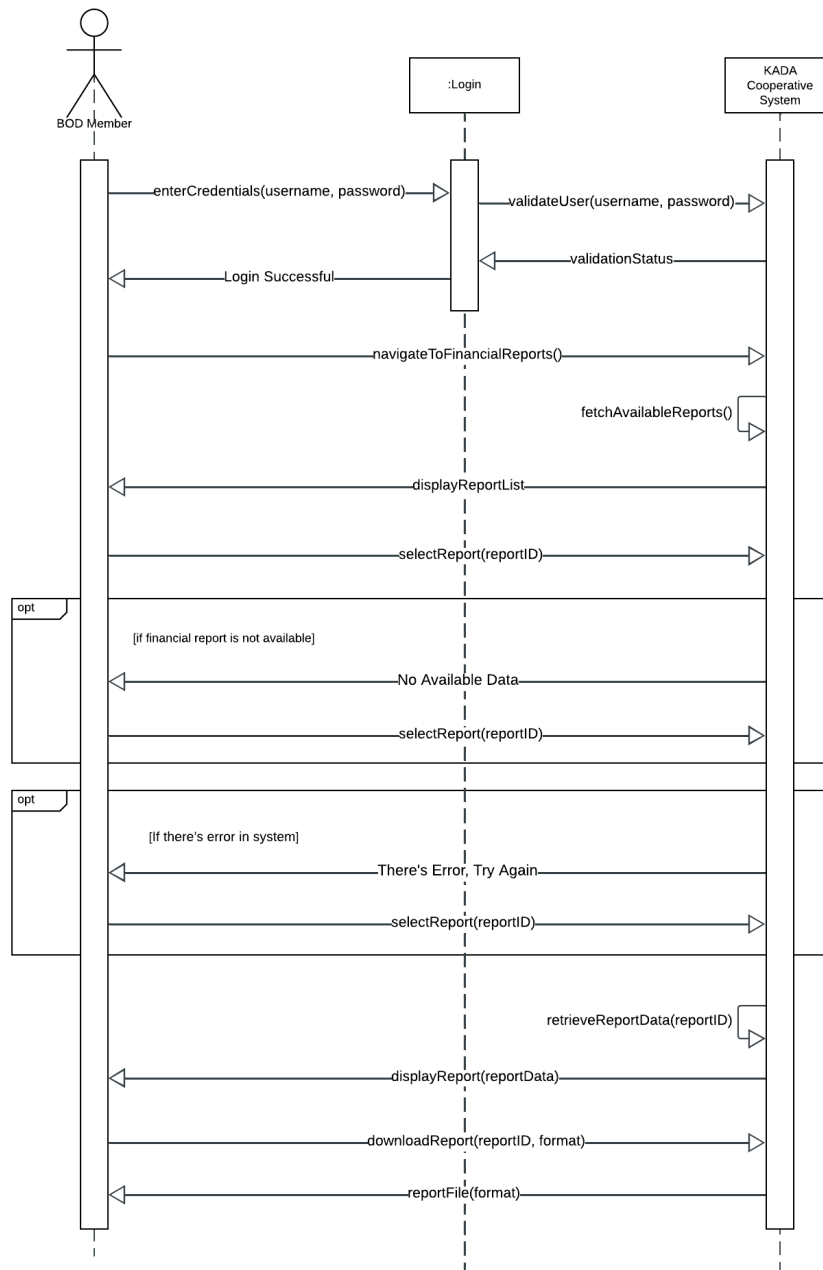 :Login
KADA
Cooperative
System
BOD Member
enterCredentials(username, password)
validateUser(username, password)
validationStatus
Login Successful
navigateToFinancialReports()
fetchAvailableReports()
displayReportList
selectReport(reportID)
opt
[if financial report is not available]
No Available Data
selectReport(reportID)
opt
[If there's error in system]
There's Error, Try Again
selectReport(reportID)
retrieveReportData(reportID)
displayReport(reportData)
downloadReport(reportID, format)
reportFile(format)